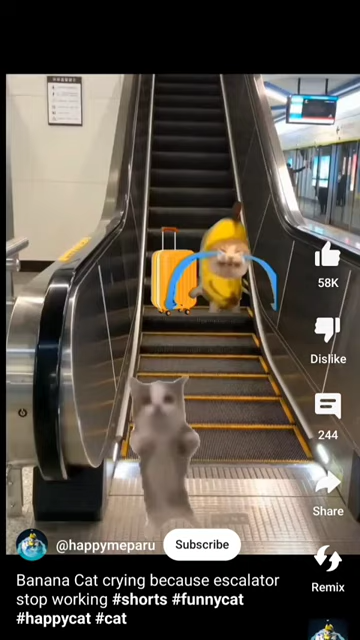 58K
Dislike
244
Share
Remix
@happymeparu
Subscribe
Banana Cat crying because escalator
stop working #shorts #funnycat
#happycat #cat